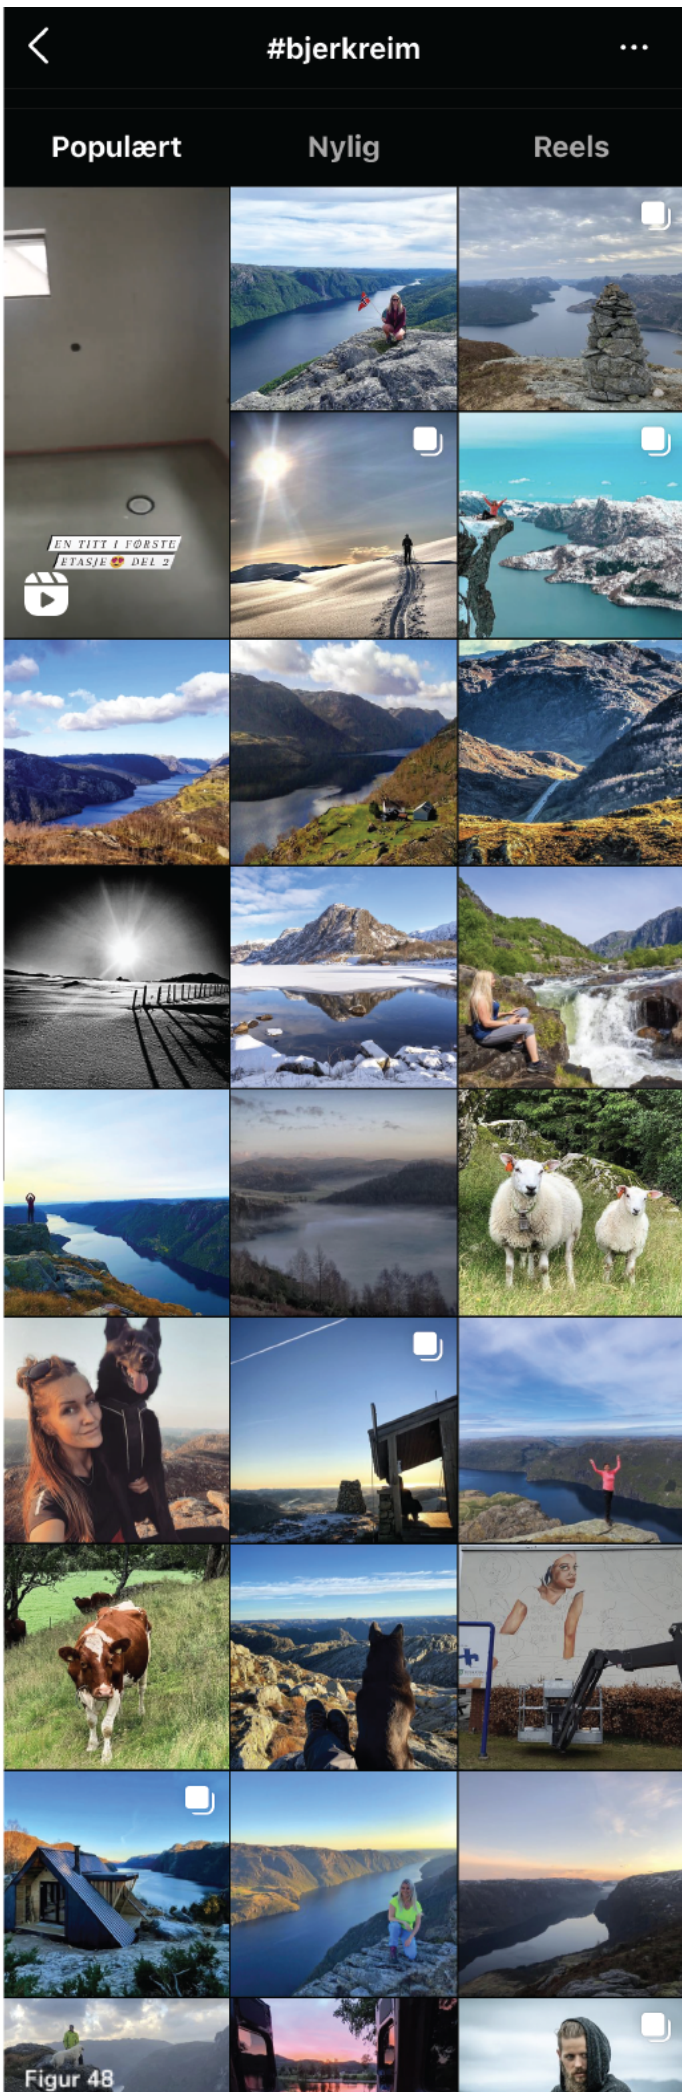 #bjerkreim
Populært
Nylig
Reels
EN TITT I FØRSTE
ETASJE😍 DEL 2
Figur 48